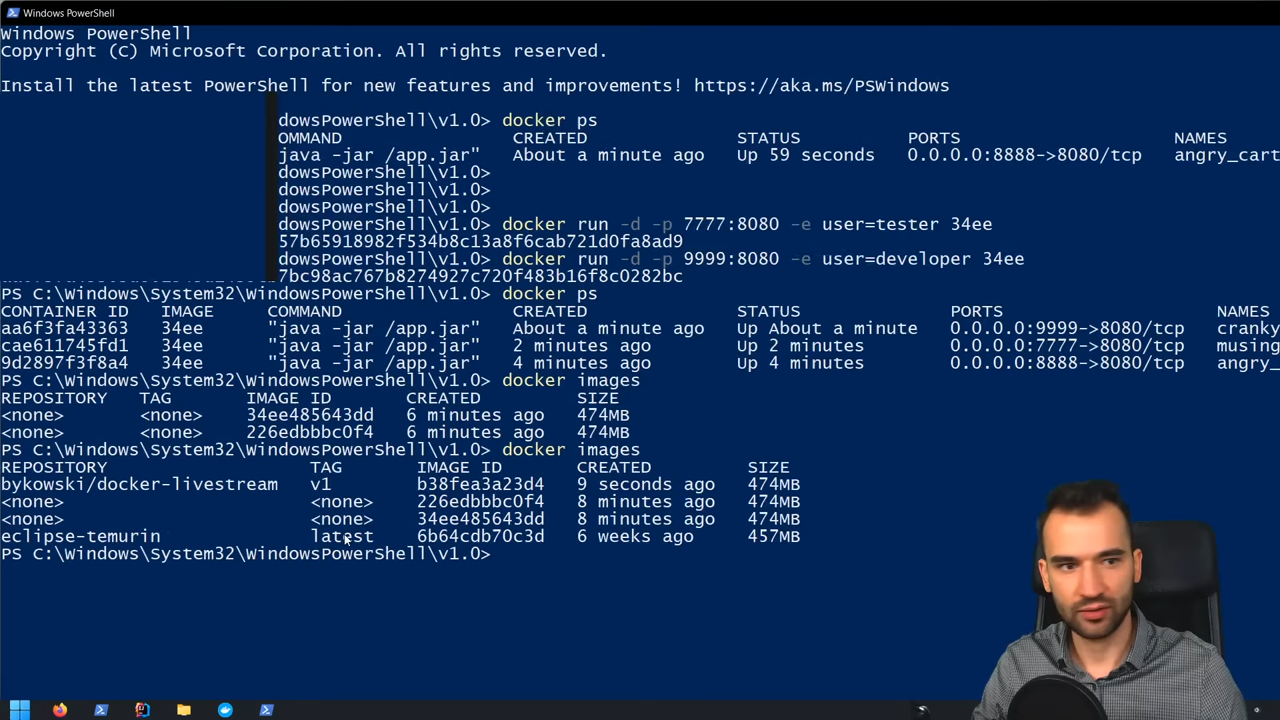 Windows PowerShell
Windows PowerShell
Copyright (C) Microsoft Corporation. All rights reserved.
Install the latest PowerShell for new features and improvements! https://aka.ms/PSWindows
dowsPowerShell\v1.0> docker ps
OMMAND CREATED STATUS PORTS NAMES
java -jar /app.jar" About a minute ago Up 59 seconds 0.0.0.0:8888->8080/tcp angry_cart
dowsPowerShell\v1.0>
dowsPowerShell\v1.0>
dowsPowerShell\v1.0>
dowsPowerShell\v1.0> docker run -d -p 7777:8080 -e user=tester 34ee
57b65918982f534b8c13a8f6cab721d0fa8ad9
dowsPowerShell\v1.0> docker run -d -p 9999:8080 -e user=developer 34ee
7bc98ac767b8274927c720f483b16f8c0282bc
PS C:\Windows\System32\WindowsPowerShell\v1.0> docker ps
CONTAINER ID IMAGE COMMAND CREATED STATUS PORTS NAMES
aa6f3fa43363 34ee "java -jar /app.jar" About a minute ago Up About a minute 0.0.0.0:9999->8080/tcp cranky
cae611745fd1 34ee "java -jar /app.jar" 2 minutes ago Up 2 minutes 0.0.0.0:7777->8080/tcp musing
9d2897f3f8a4 34ee "java -jar /app.jar" 4 minutes ago Up 4 minutes 0.0.0.0:8888->8080/tcp angry_
PS C:\Windows\System32\WindowsPowerShell\v1.0> docker images
REPOSITORY TAG IMAGE ID CREATED SIZE
<none> <none> 34ee485643dd 6 minutes ago 474MB
<none> <none> 226edbbbc0f4 6 minutes ago 474MB
PS C:\Windows\System32\WindowsPowerShell\v1.0> docker images
REPOSITORY TAG IMAGE ID CREATED SIZE
bykowski/docker-livestream v1 b38fea3a23d4 9 seconds ago 474MB
<none> <none> 226edbbbc0f4 8 minutes ago 474MB
<none> <none> 34ee485643dd 8 minutes ago 474MB
eclipse-temurin latest 6b64cdb70c3d 6 weeks ago 457MB
PS C:\Windows\System32\WindowsPowerShell\v1.0>